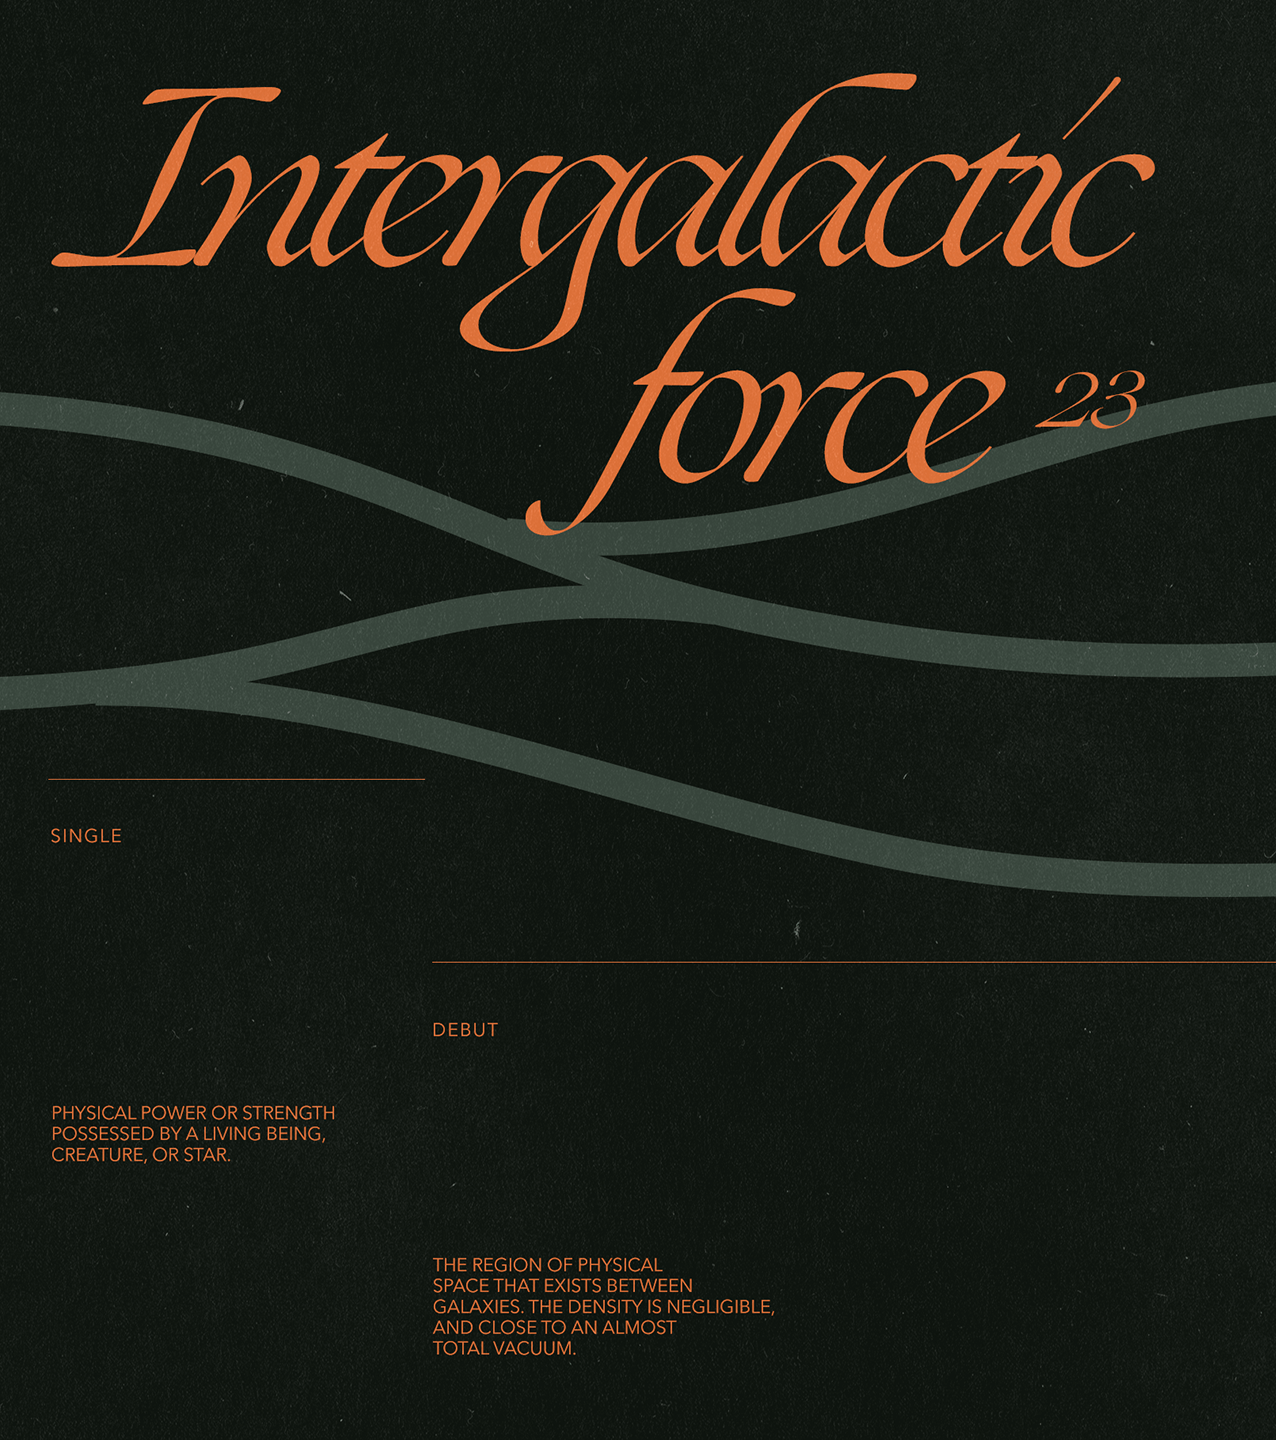 Intergalactic
force 23
SINGLE
DEBUT
PHYSICAL POWER OR STRENGTH
POSSESSED BY A LIVING BEING,
CREATURE, OR STAR.
THE REGION OF PHYSICAL
SPACE THAT EXISTS BETWEEN
GALAXIES. THE DENSITY IS NEGLIGIBLE,
AND CLOSE TO AN ALMOST
TOTAL VACUUM.